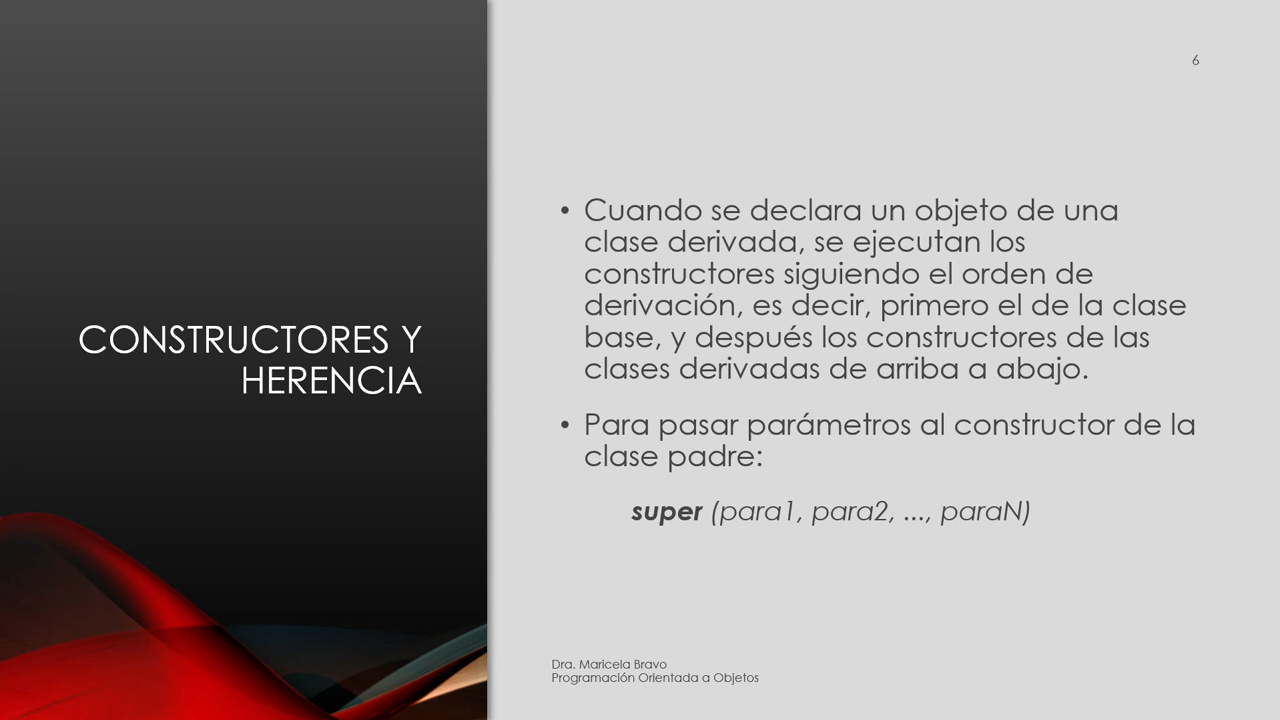 6
CONSTRUCTORES Y
HERENCIA
• Cuando se declara un objeto de una
clase derivada, se ejecutan los
constructores siguiendo el orden de
derivación, es decir, primero el de la clase
base, y después los constructores de las
clases derivadas de arriba a abajo.
• Para pasar parámetros al constructor de la
clase padre:
super (para1, para2, ..., paraN)
Dra. Maricela Bravo
Programación Orientada a Objetos